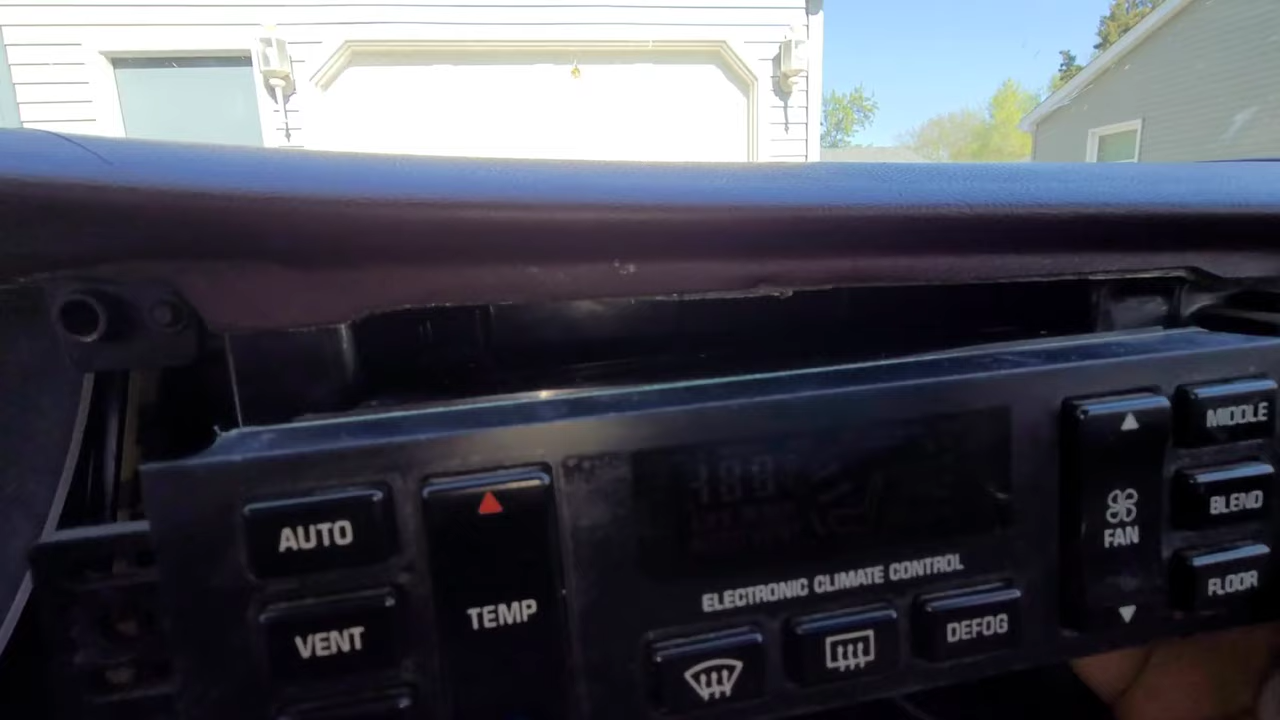 AUTO
TEMP
VENT
ELECTRONIC CLIMATE CONTROL
DEFOG
FAN
MIDDLE
BLEND
FLOOR